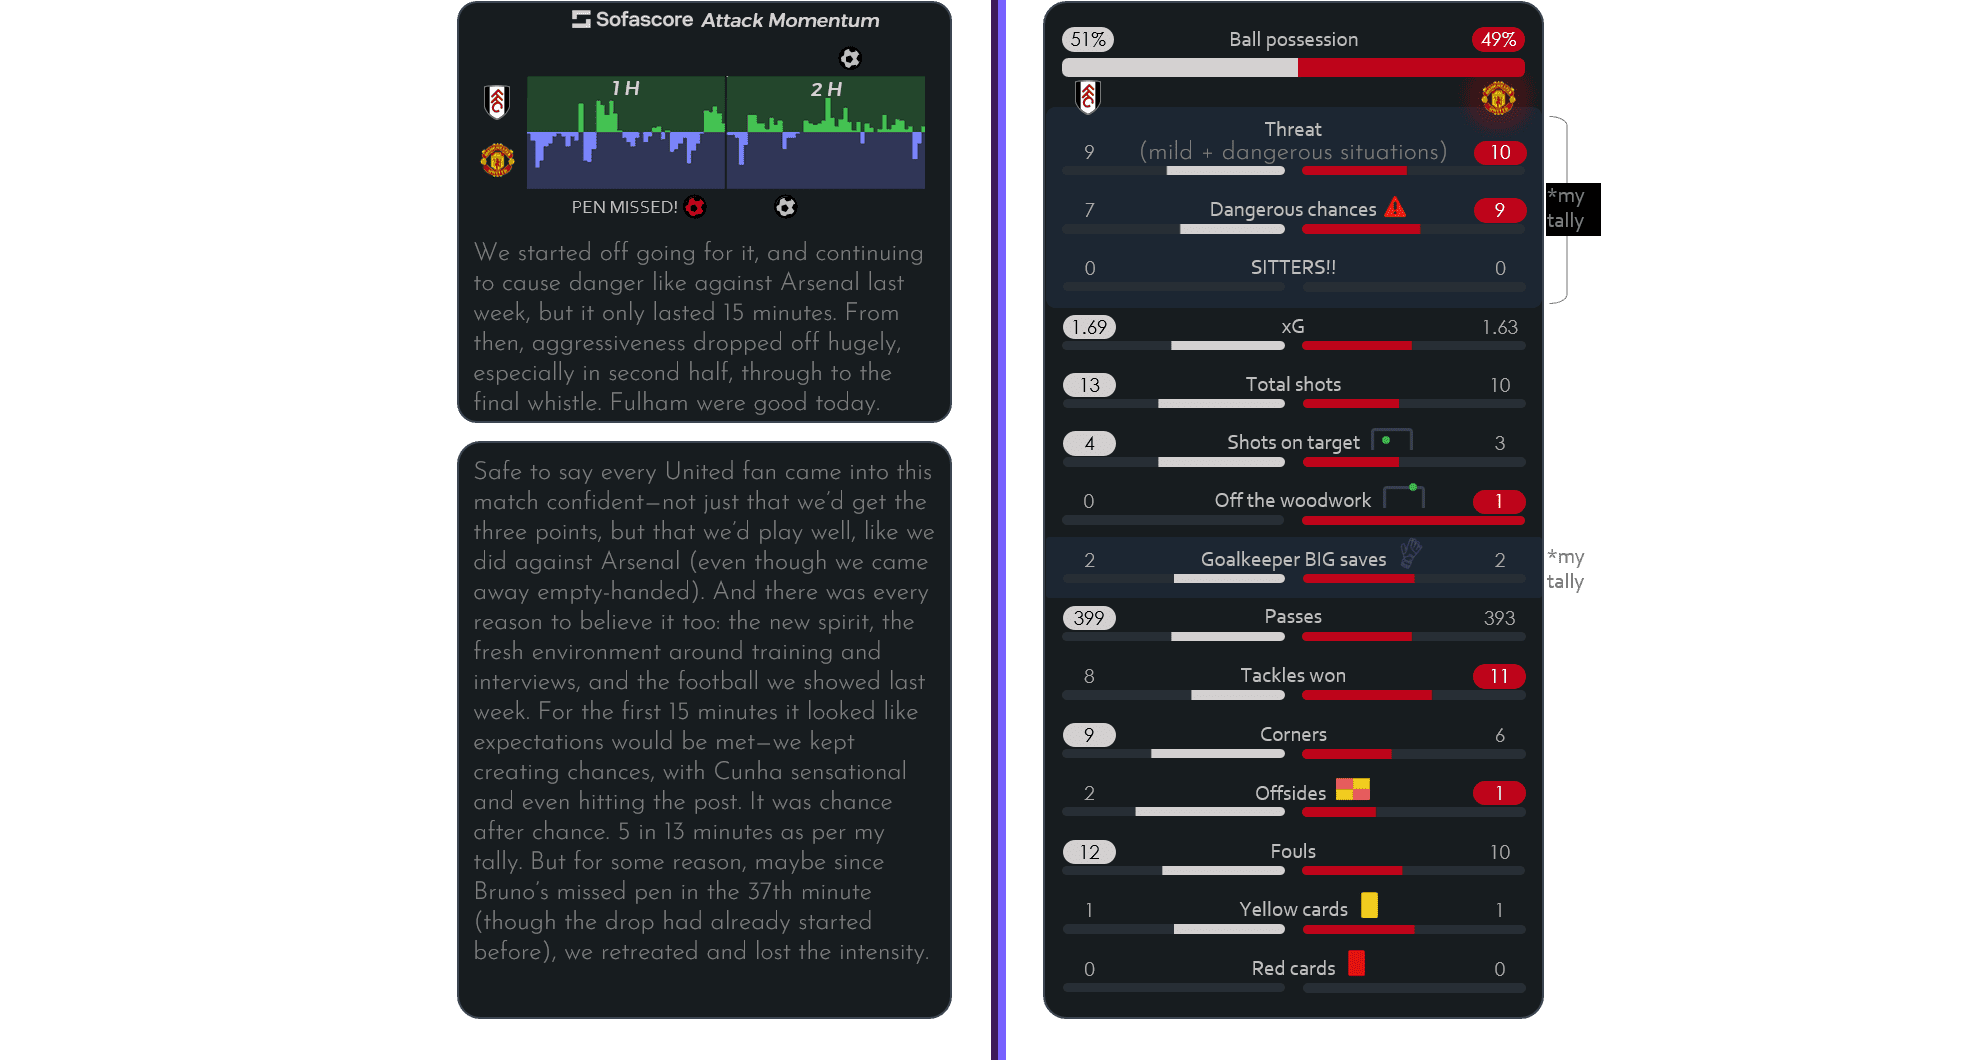 Sofascore Attack Momentum
1 H
2 H
PEN MISSED!
We started off going for it, and continuing
to cause danger like against Arsenal last
week, but it only lasted 15 minutes. From
then, aggressiveness dropped off hugely,
especially in second half, through to the
final whistle. Fulham were good today.
Safe to say every United fan came into this
match confident—not just that we'd get the
three points, but that we'd play well, like we
did against Arsenal (even though we came
away empty-handed). And there was every
reason to believe it too: the new spirit, the
fresh environment around training and
interviews, and the football we showed last
week. For the first 15 minutes it looked like
expectations would be met—we kept
creating chances, with Cunha sensational
and even hitting the post. It was chance
after chance. 5 in 13 minutes as per my
tally. But for some reason, maybe since
Bruno's missed pen in the 37th minute
(though the drop had already started
before), we retreated and lost the intensity.
51% Ball possession 49%
Threat
9 (mild + dangerous situations) 10
7 Dangerous chances 9
*my
tally
0 SITTERS!! 0
1.69 xG 1.63
13 Total shots 10
4 Shots on target 3
0 Off the woodwork 1
2 Goalkeeper BIG saves 2
*my
tally
399 Passes 393
8 Tackles won 11
9 Corners 6
2 Offsides 1
12 Fouls 10
1 Yellow cards 1
0 Red cards 0